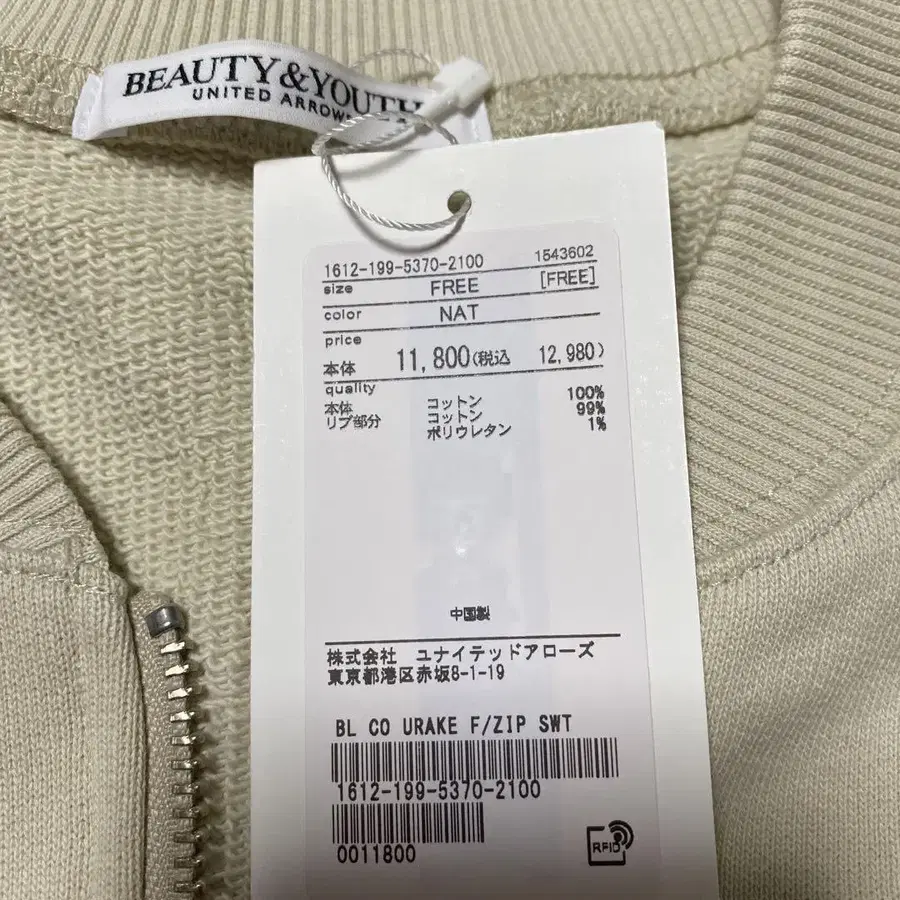 BEAUTY&YOUTH
UNITED ARROWS
1612-199-5370-2100 1543602
size FREE [FREE]
color NAT
price
本体 11,800(税込 12,980)
quality
本体 コットン 100%
リブ部分 コットン 99%
ポリウレタン 1%
中国製
株式会社 ユナイテッドアローズ
東京都港区赤坂8-1-19
BL CO URAKE F/ZIP SWT
1612-199-5370-2100
0011800
RFID